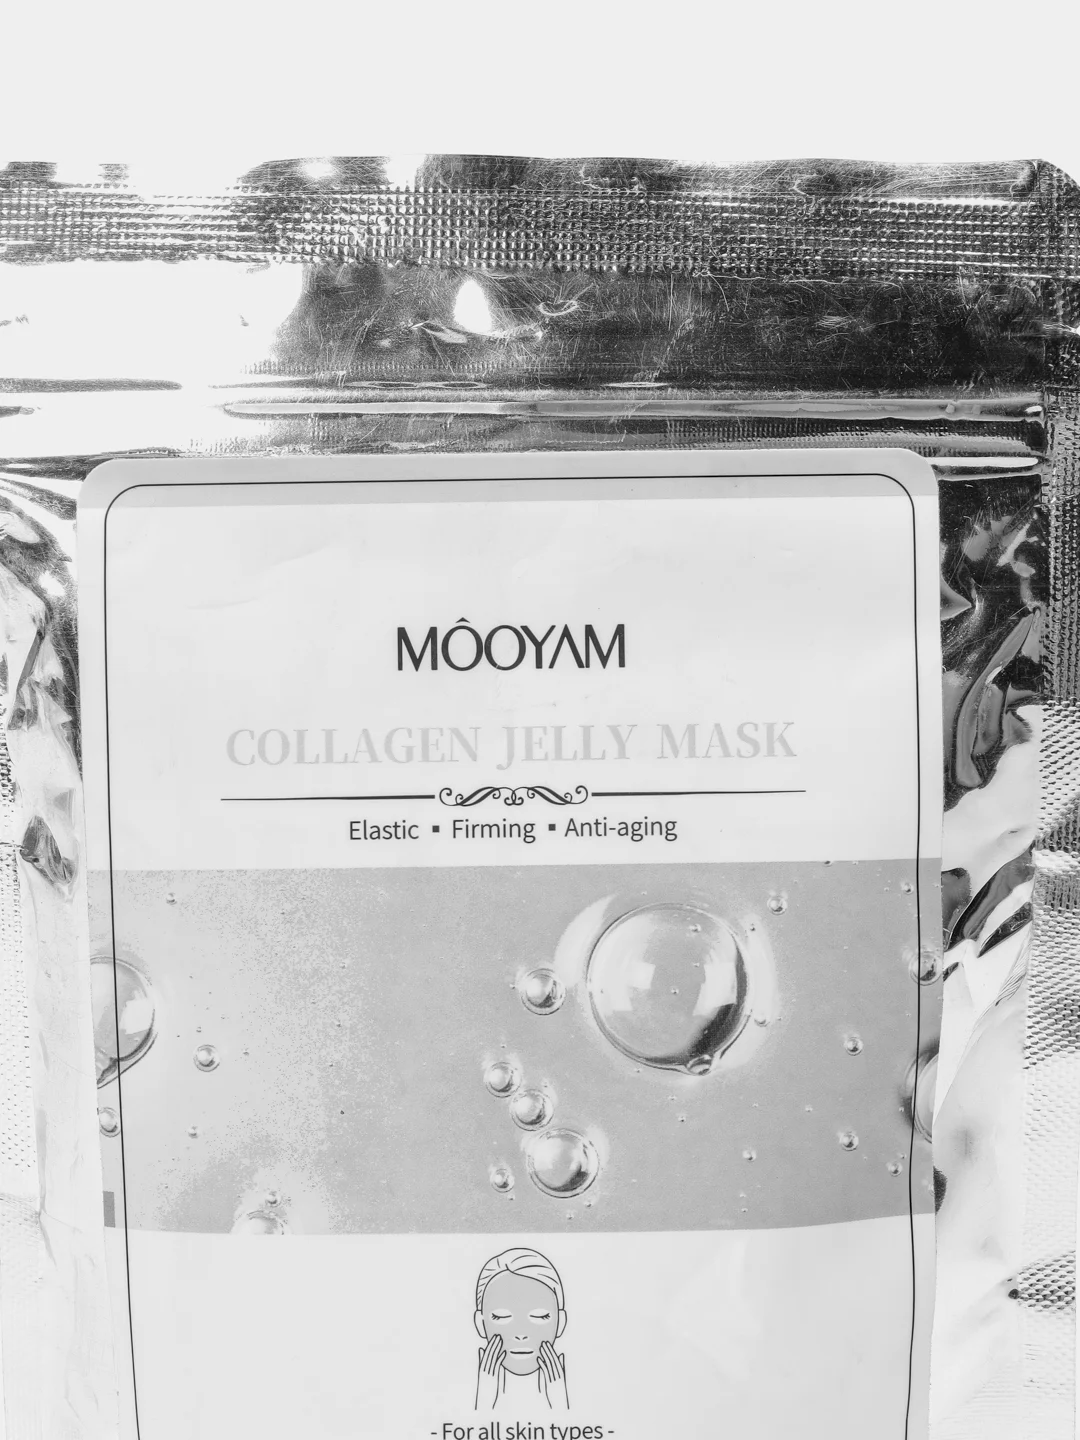 MÔOYAM
COLLAGEN JELLY MASK
Elastic ▪ Firming ▪ Anti-aging
- For all skin types -